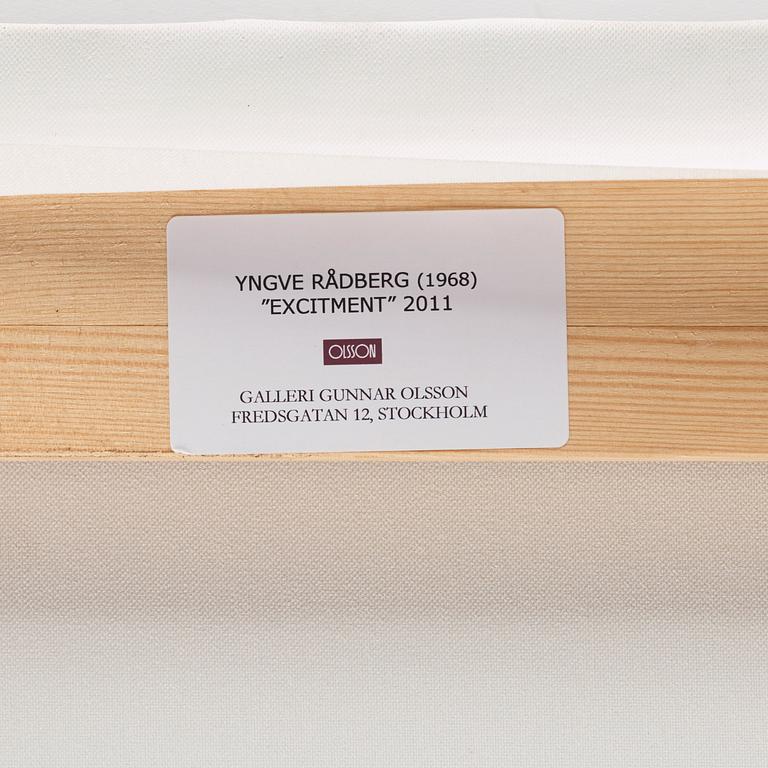 YNGVE RÅDBERG (1968)
”EXCITMENT” 2011
OLSSON
GALLERI GUNNAR OLSSON
FREDSGATAN 12, STOCKHOLM